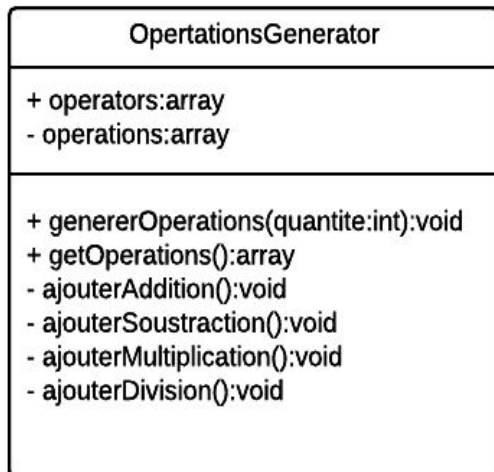 OpertationsGenerator
+ operators:array
- operations:array
+ genererOperations(quantite:int):void
+ getOperations():array
- ajouterAddition():void
- ajouterSoustraction():void
- ajouterMultiplication():void
- ajouterDivision():void